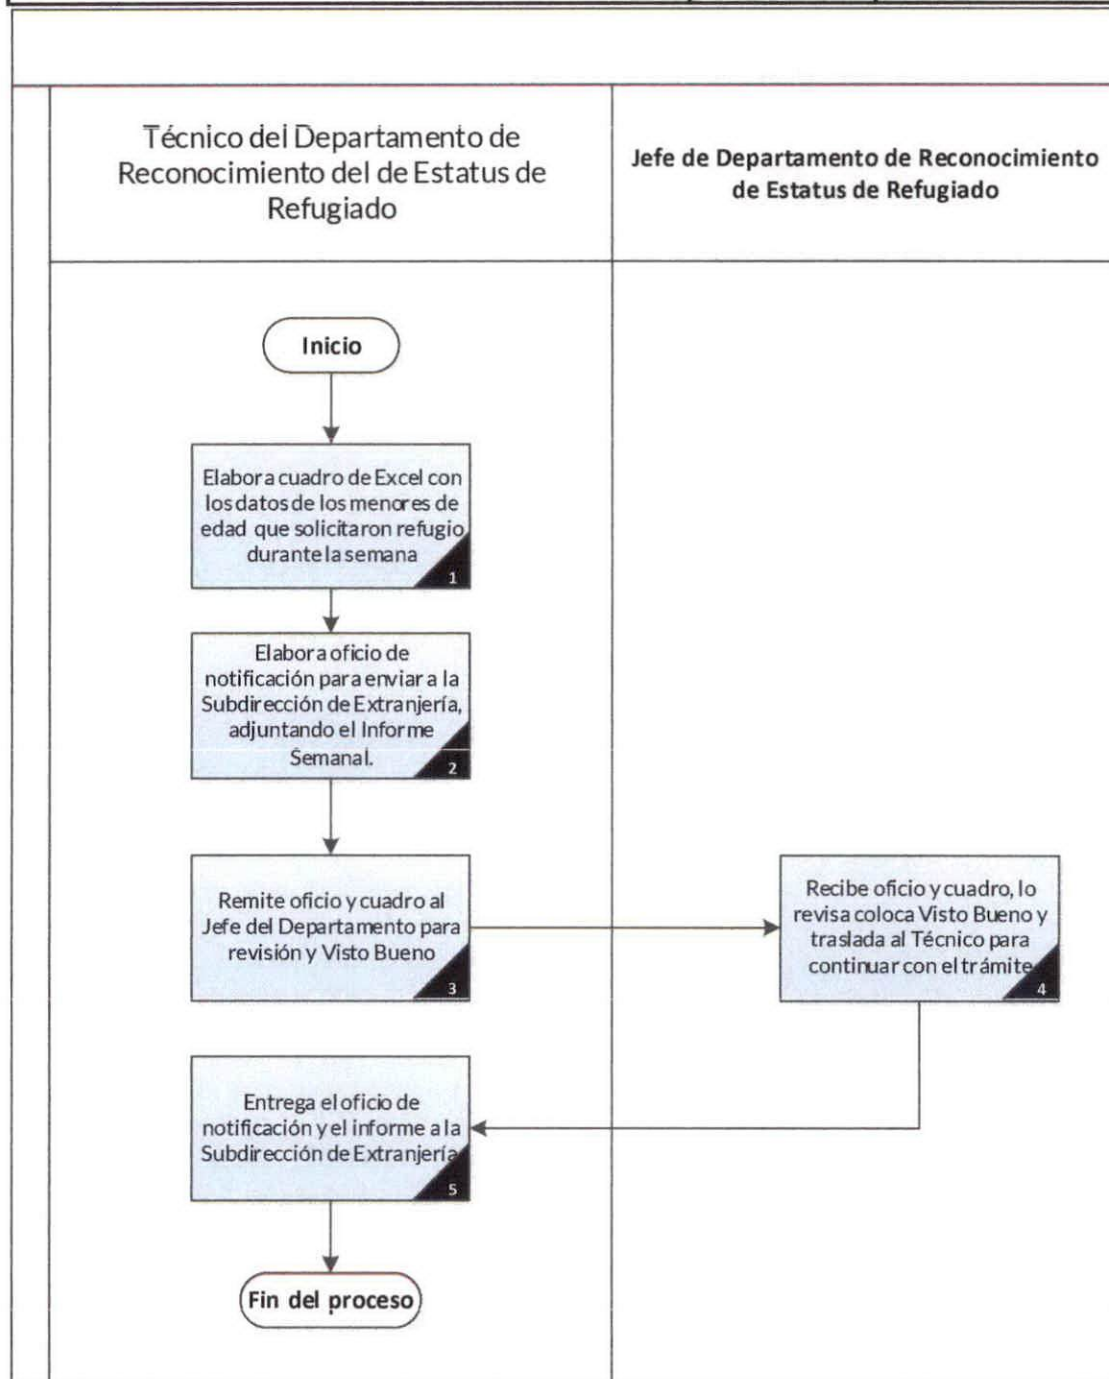 Técnico del Departamento de
Reconocimiento del de Estatus de
Refugiado
Jefe de Departamento de Reconocimiento
de Estatus de Refugiado
Inicio
Elabora cuadro de Excel con
los datos de los menores de
edad que solicitaron refugio
durante la semana
1
Elabora oficio de
notificación para enviar a la
Subdirección de Extranjería,
adjuntando el Informe
Semanal.
2
Remite oficio y cuadro al
Jefe del Departamento para
revisión y Visto Bueno
3
Recibe oficio y cuadro, lo
revisa coloca Visto Bueno y
traslada al Técnico para
continuar con el trámite
4
Entrega el oficio de
notificación y el informe a la
Subdirección de Extranjería
5
Fin del proceso